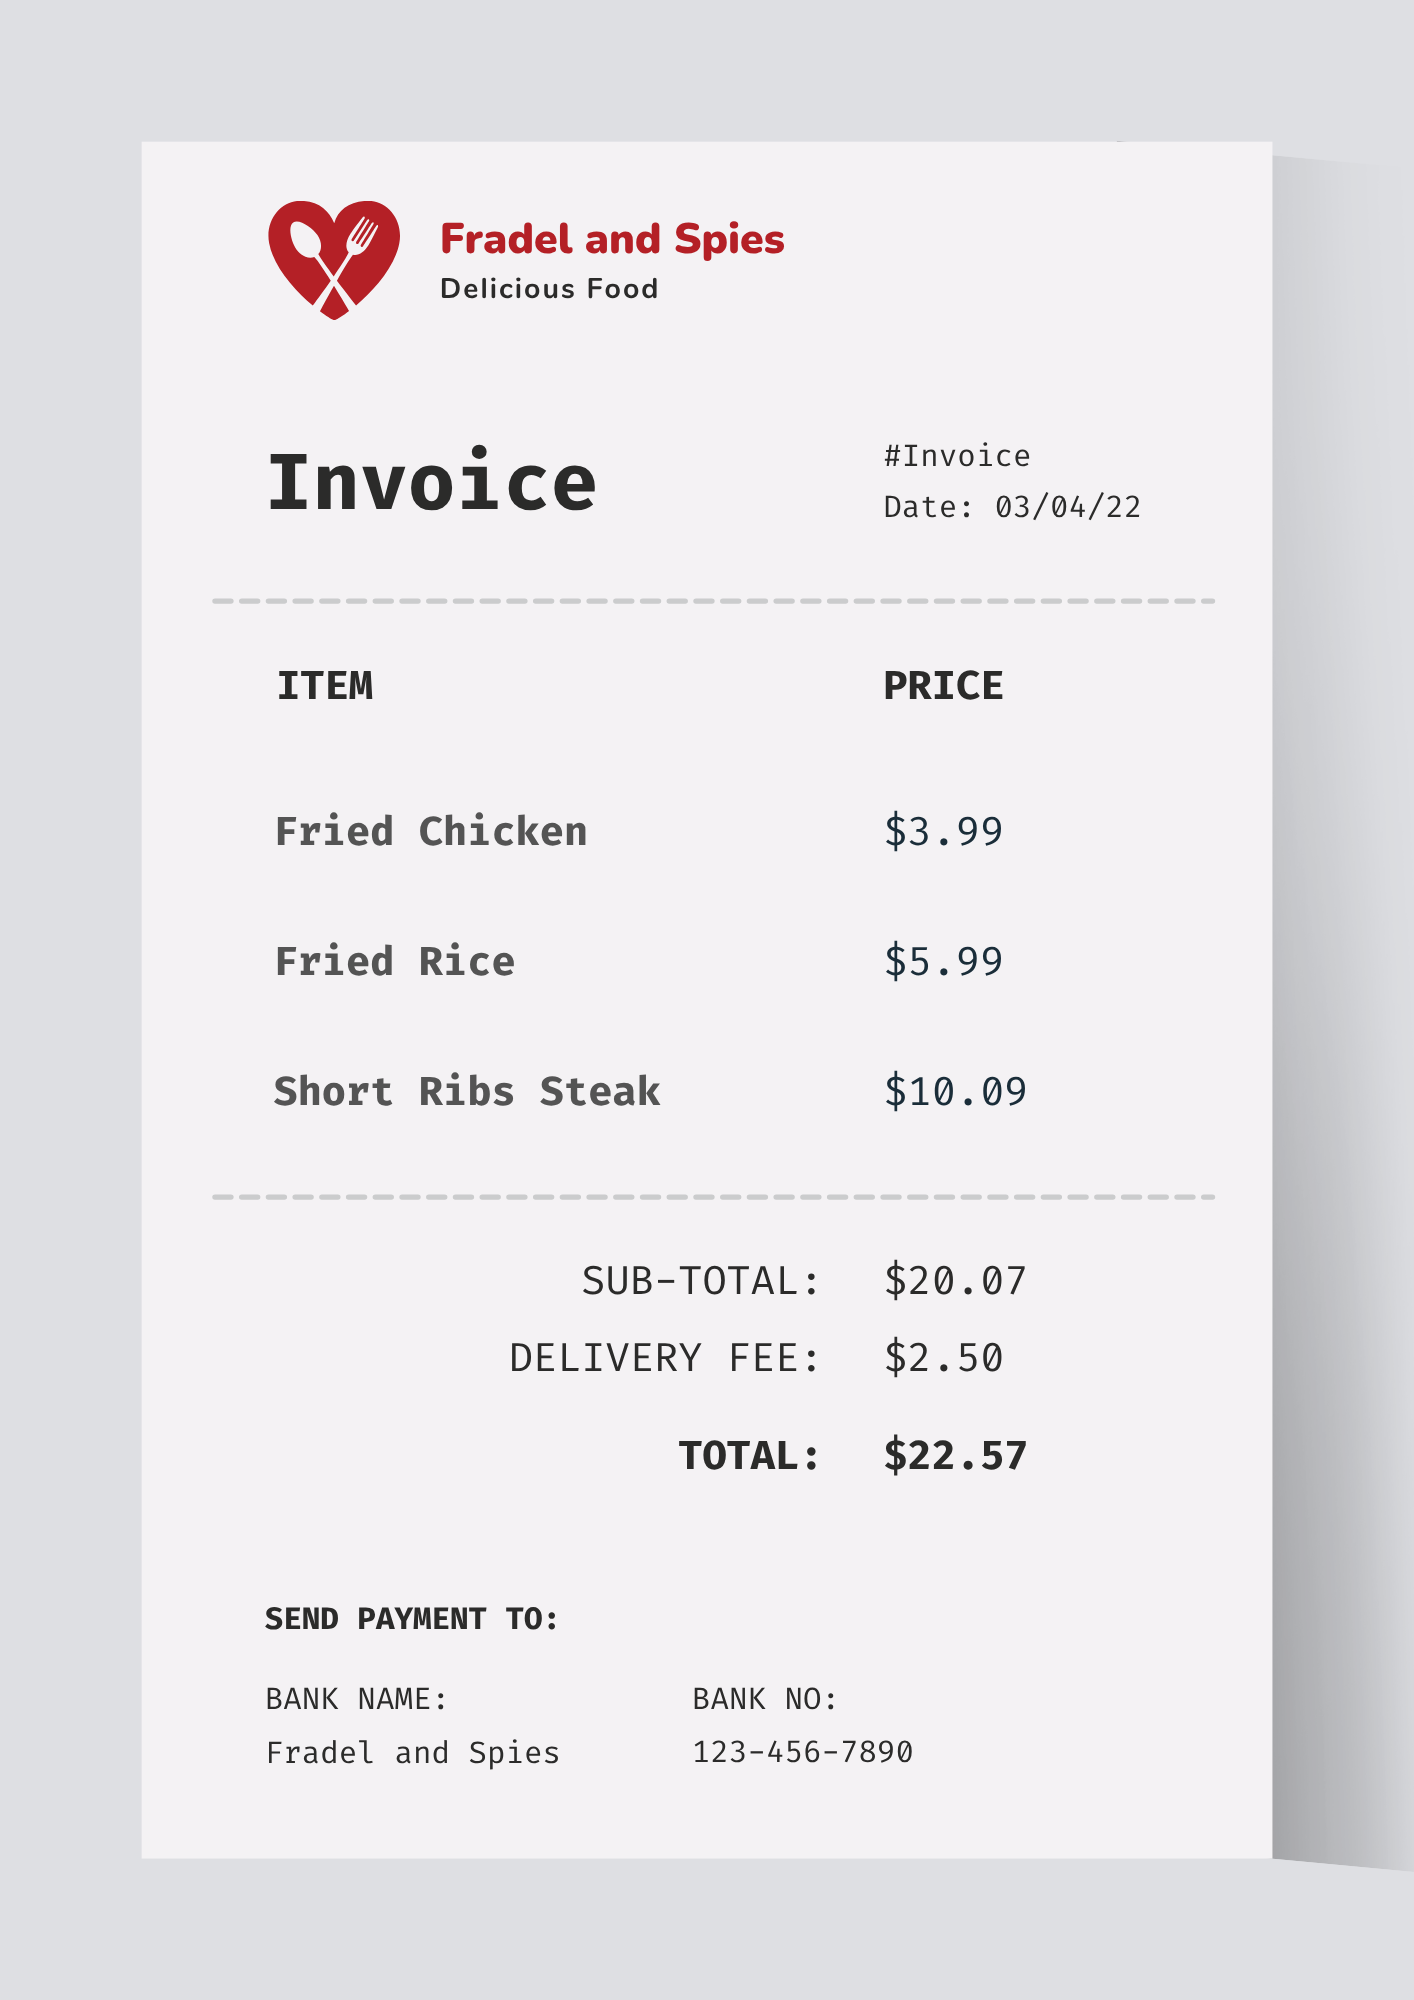 Fradel and Spies
Delicious Food
Invoice
#Invoice
Date: 03/04/22
ITEM PRICE
Fried Chicken $3.99
Fried Rice $5.99
Short Ribs Steak $10.09
SUB-TOTAL: $20.07
DELIVERY FEE: $2.50
TOTAL: $22.57
SEND PAYMENT TO:
BANK NAME: BANK NO:
Fradel and Spies 123-456-7890